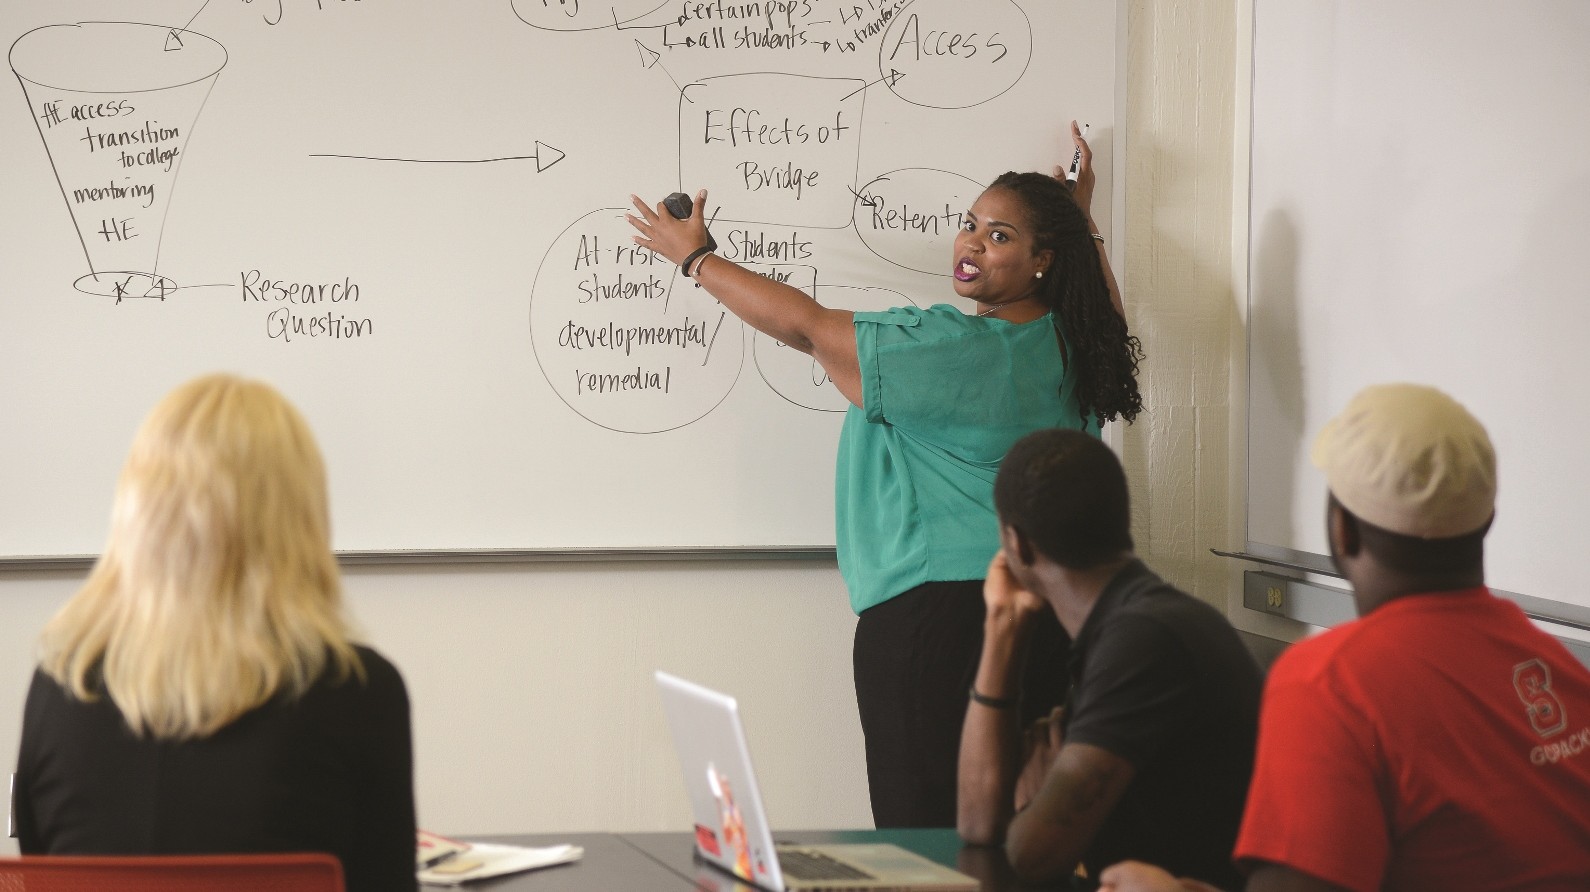 certain pops
all students
transfers
Access
HE access
transition
to college
mentoring
HE
Effects of
Bridge
Retenti
At-risk
students/
developmental/
remedial
Students
Research
Question
S
GOPACK